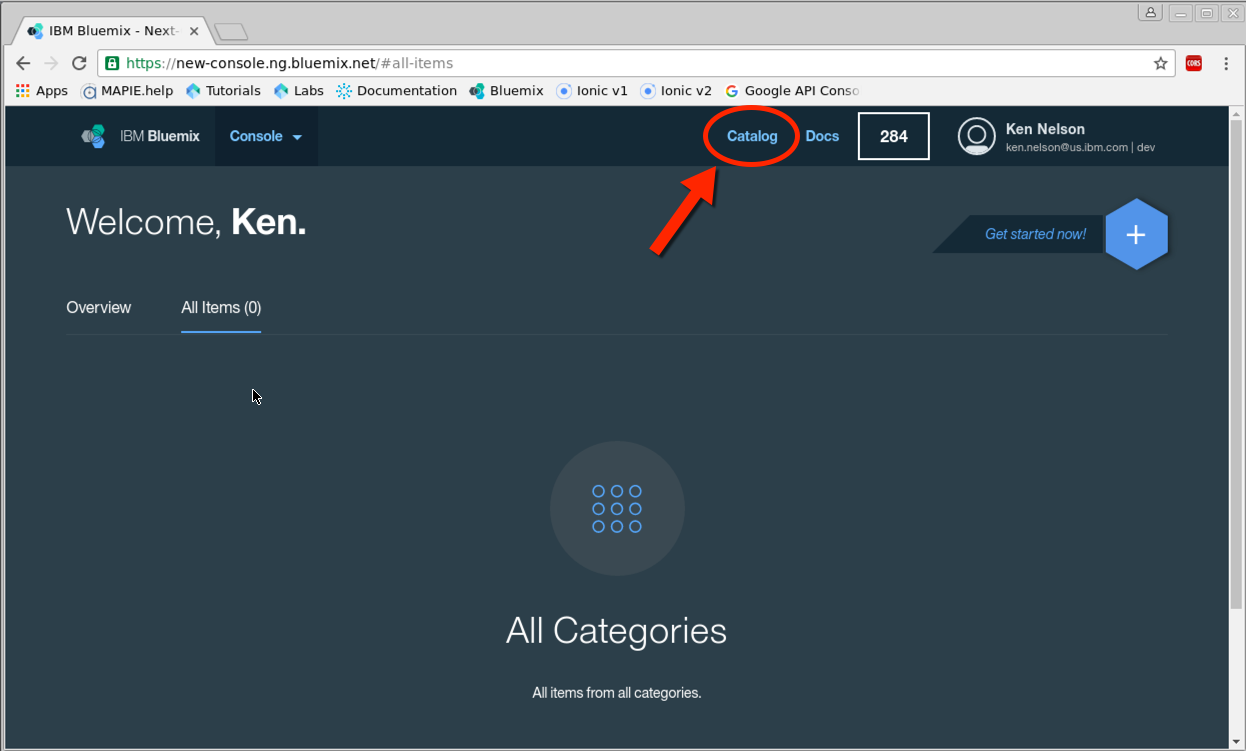 IBM Bluemix - Next-
https://new-console.ng.bluemix.net/#all-items
CORS
Apps MAPIE.help Tutorials Labs Documentation Bluemix Ionic v1 Ionic v2 Google API Conso
IBM Bluemix Console Catalog Docs 284 Ken Nelson
ken.nelson@us.ibm.com | dev
Welcome, Ken.
Get started now!
Overview All Items (0)
All Categories
All items from all categories.